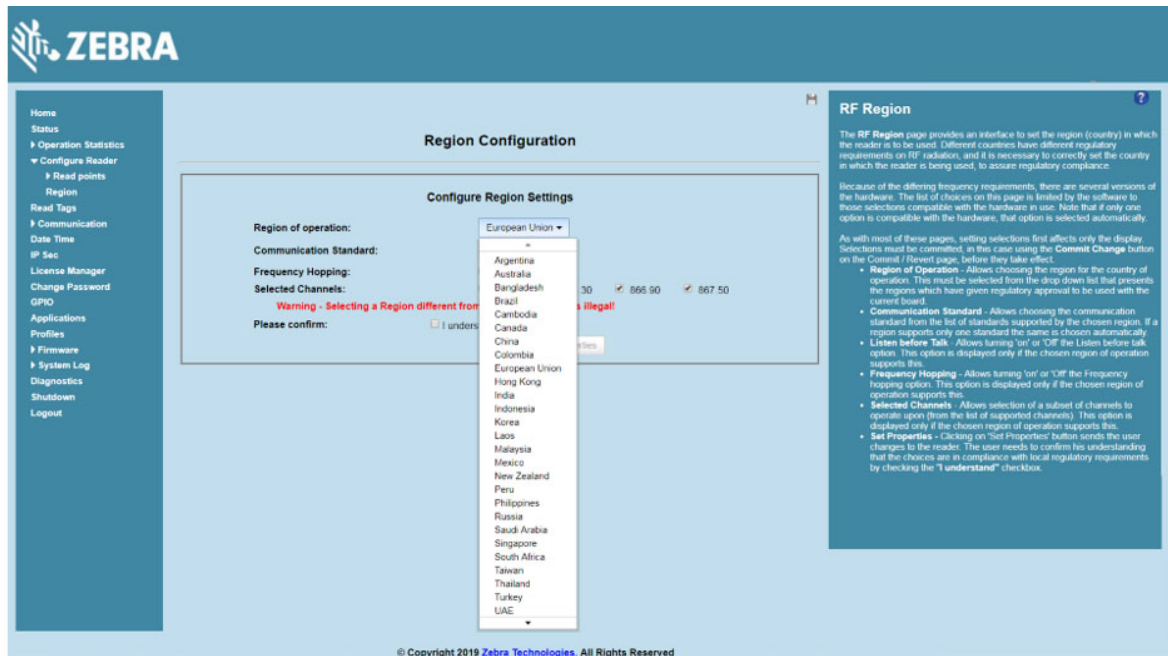 ZEBRA
Home
Status
Operation Statistics
Configure Reader
Read points
Region
Read Tags
Communication
Date Time
IP Sec
License Manager
Change Password
GPIO
Applications
Profiles
Firmware
System Log
Diagnostics
Shutdown
Logout
Region Configuration
Configure Region Settings
Region of operation:
European Union
Communication Standard:
Frequency Hopping:
Selected Channels:
.30
866.90
867.50
Warning - Selecting a Region different from
illegal!
Please confirm:
I unders
Argentina
Australia
Bangladesh
Brazil
Cambodia
Canada
China
Colombia
European Union
Hong Kong
India
Indonesia
Korea
Laos
Malaysia
Mexico
New Zealand
Peru
Philippines
Russia
Saudi Arabia
Singapore
South Africa
Taiwan
Thailand
Turkey
UAE
RF Region
?
The RF Region page provides an interface to set the region (country) in which
the reader is to be used. Different countries have different regulatory
requirements on RF radiation, and it is necessary to correctly set the country
in which the reader is being used, to assure regulatory compliance.
Because of the differing frequency requirements, there are several versions of
the hardware. The list of choices on this page is limited by the software to
those selections compatible with the hardware in use. Note that if only one
option is compatible with the hardware, that option is selected automatically.
As with most of these pages, setting selections first affects only the display.
Selections must be committed, in this case using the Commit Change button
on the Commit / Revert page, before they take effect.
• Region of Operation - Allows choosing the region for the country of
operation. This must be selected from the drop down list that presents
the regions which have given regulatory approval to be used with the
current board.
• Communication Standard - Allows choosing the communication
standard from the list of standards supported by the chosen region. If a
region supports only one standard the same is chosen automatically.
• Listen before Talk - Allows turning 'on' or 'Off' the Listen before talk
option. This option is displayed only if the chosen region of operation
supports this.
• Frequency Hopping - Allows turning 'on' or 'Off' the Frequency
hopping option. This option is displayed only if the chosen region of
operation supports this.
• Selected Channels - Allows selection of a subset of channels to
operate upon (from the list of supported channels). This option is
displayed only if the chosen region of operation supports this.
• Set Properties - Clicking on 'Set Properties' button sends the user
changes to the reader. The user needs to confirm his understanding
that the choices are in compliance with local regulatory requirements
by checking the "I understand" checkbox.
© Copyright 2019 Zebra Technologies. All Rights Reserved